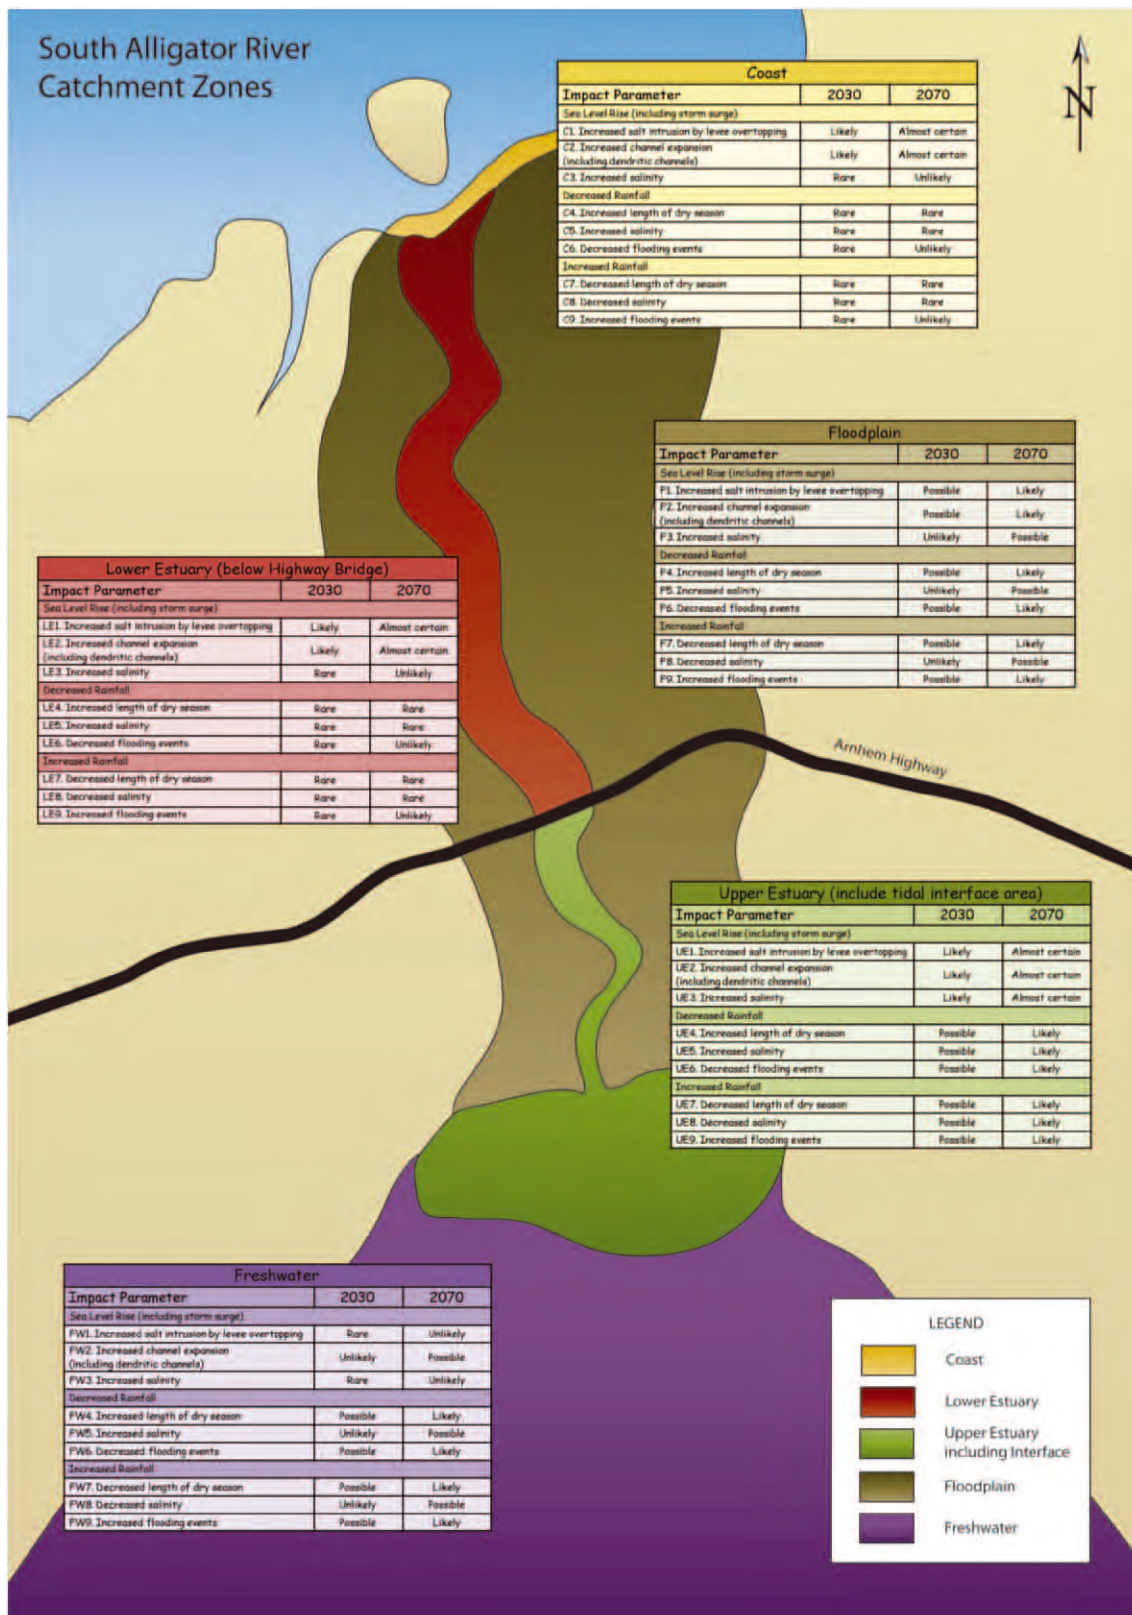 South Alligator River
Catchment Zones
N
Coast
Impact Parameter 2030 2070
Sea Level Rise (including storm surge)
C1. Increased salt intrusion by levee overtopping Likely Almost certain
C2. Increased channel expansion
(including dendritic channels) Likely Almost certain
C3. Increased salinity Rare Unlikely
Decreased Rainfall
C4. Increased length of dry season Rare Rare
C5. Increased salinity Rare Rare
C6. Decreased flooding events Rare Unlikely
Increased Rainfall
C7. Decreased length of dry season Rare Rare
C8. Decreased salinity Rare Rare
C9. Increased flooding events Rare Unlikely
Floodplain
Impact Parameter 2030 2070
Sea Level Rise (including storm surge)
F1. Increased salt intrusion by levee overtopping Possible Likely
F2. Increased channel expansion
(including dendritic channels) Possible Likely
F3. Increased salinity Unlikely Possible
Decreased Rainfall
F4. Increased length of dry season Possible Likely
F5. Increased salinity Unlikely Possible
F6. Decreased flooding events Possible Likely
Increased Rainfall
F7. Decreased length of dry season Possible Likely
F8. Decreased salinity Unlikely Possible
F9. Increased flooding events Possible Likely
Lower Estuary (below Highway Bridge)
Impact Parameter 2030 2070
Sea Level Rise (including storm surge)
LE1. Increased salt intrusion by levee overtopping Likely Almost certain
LE2. Increased channel expansion
(including dendritic channels) Likely Almost certain
LE3. Increased salinity Rare Unlikely
Decreased Rainfall
LE4. Increased length of dry season Rare Rare
LE5. Increased salinity Rare Rare
LE6. Decreased flooding events Rare Unlikely
Increased Rainfall
LE7. Decreased length of dry season Rare Rare
LE8. Decreased salinity Rare Rare
LE9. Increased flooding events Rare Unlikely
Arnhem Highway
Upper Estuary (include tidal interface area)
Impact Parameter 2030 2070
Sea Level Rise (including storm surge)
UE1. Increased salt intrusion by levee overtopping Likely Almost certain
UE2. Increased channel expansion
(including dendritic channels) Likely Almost certain
UE3. Increased salinity Likely Almost certain
Decreased Rainfall
UE4. Increased length of dry season Possible Likely
UE5. Increased salinity Possible Likely
UE6. Decreased flooding events Possible Likely
Increased Rainfall
UE7. Decreased length of dry season Possible Likely
UE8. Decreased salinity Possible Likely
UE9. Increased flooding events Possible Likely
Freshwater
Impact Parameter 2030 2070
Sea Level Rise (including storm surge)
FW1. Increased salt intrusion by levee overtopping Rare Unlikely
FW2. Increased channel expansion
(including dendritic channels) Unlikely Possible
FW3. Increased salinity Rare Unlikely
Decreased Rainfall
FW4. Increased length of dry season Possible Likely
FW5. Increased salinity Unlikely Possible
FW6. Decreased flooding events Possible Likely
Increased Rainfall
FW7. Decreased length of dry season Possible Likely
FW8. Decreased salinity Unlikely Possible
FW9. Increased flooding events Possible Likely
LEGEND
Coast
Lower Estuary
Upper Estuary
including Interface
Floodplain
Freshwater